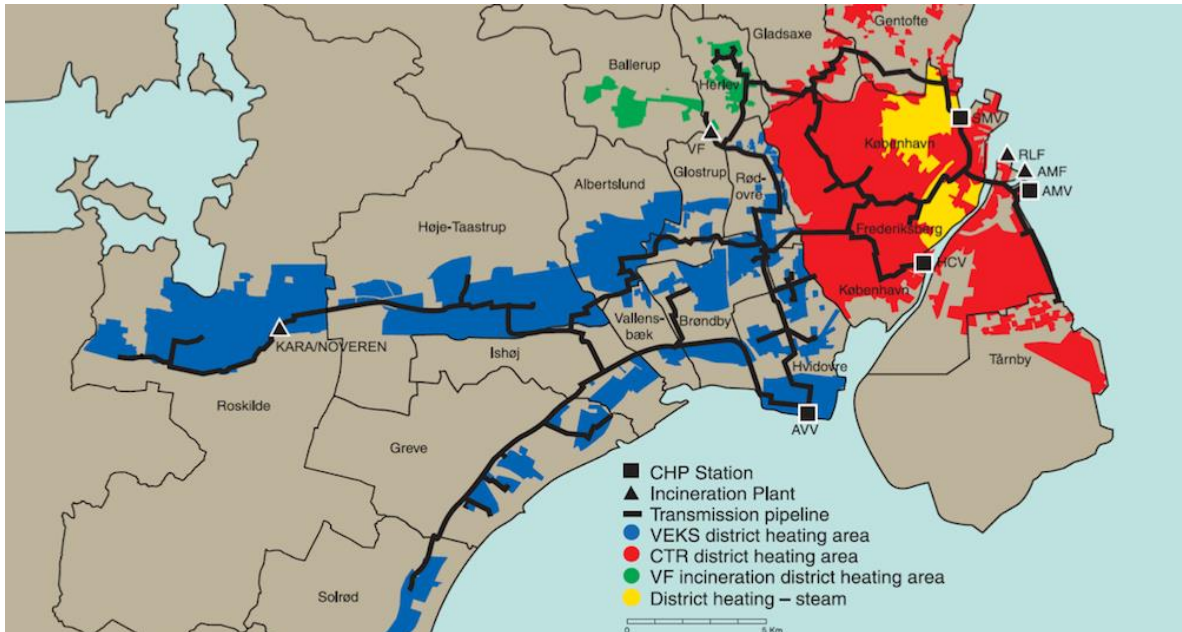 Gentofte
Gladsaxe
Ballerup
Herlev
SMV
København
RLF
VF
AMF
Glostrup
Rød-
ovre
AMV
Albertslund
Høje-Taastrup
Frederiksberg
HCV
København
Vallens-
bæk
Brøndby
KARA/NOVEREN
Ishøj
Hvidovre
Tårnby
Roskilde
AVV
Greve
Solrød
CHP Station
Incineration Plant
Transmission pipeline
VEKS district heating area
CTR district heating area
VF incineration district heating area
District heating – steam
0 5 Km